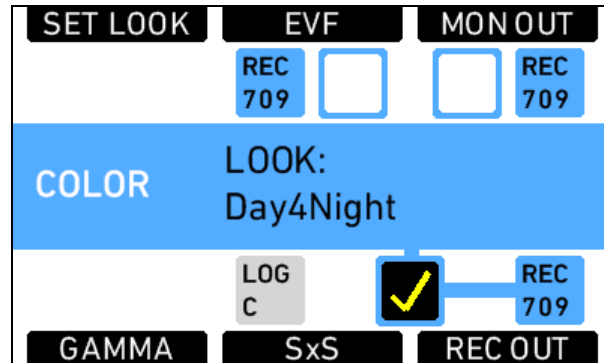 SET LOOK EVF MON OUT
REC REC
709 709
LOOK:
COLOR
Day4Night
LOG REC
C 709
GAMMA SxS REC OUT